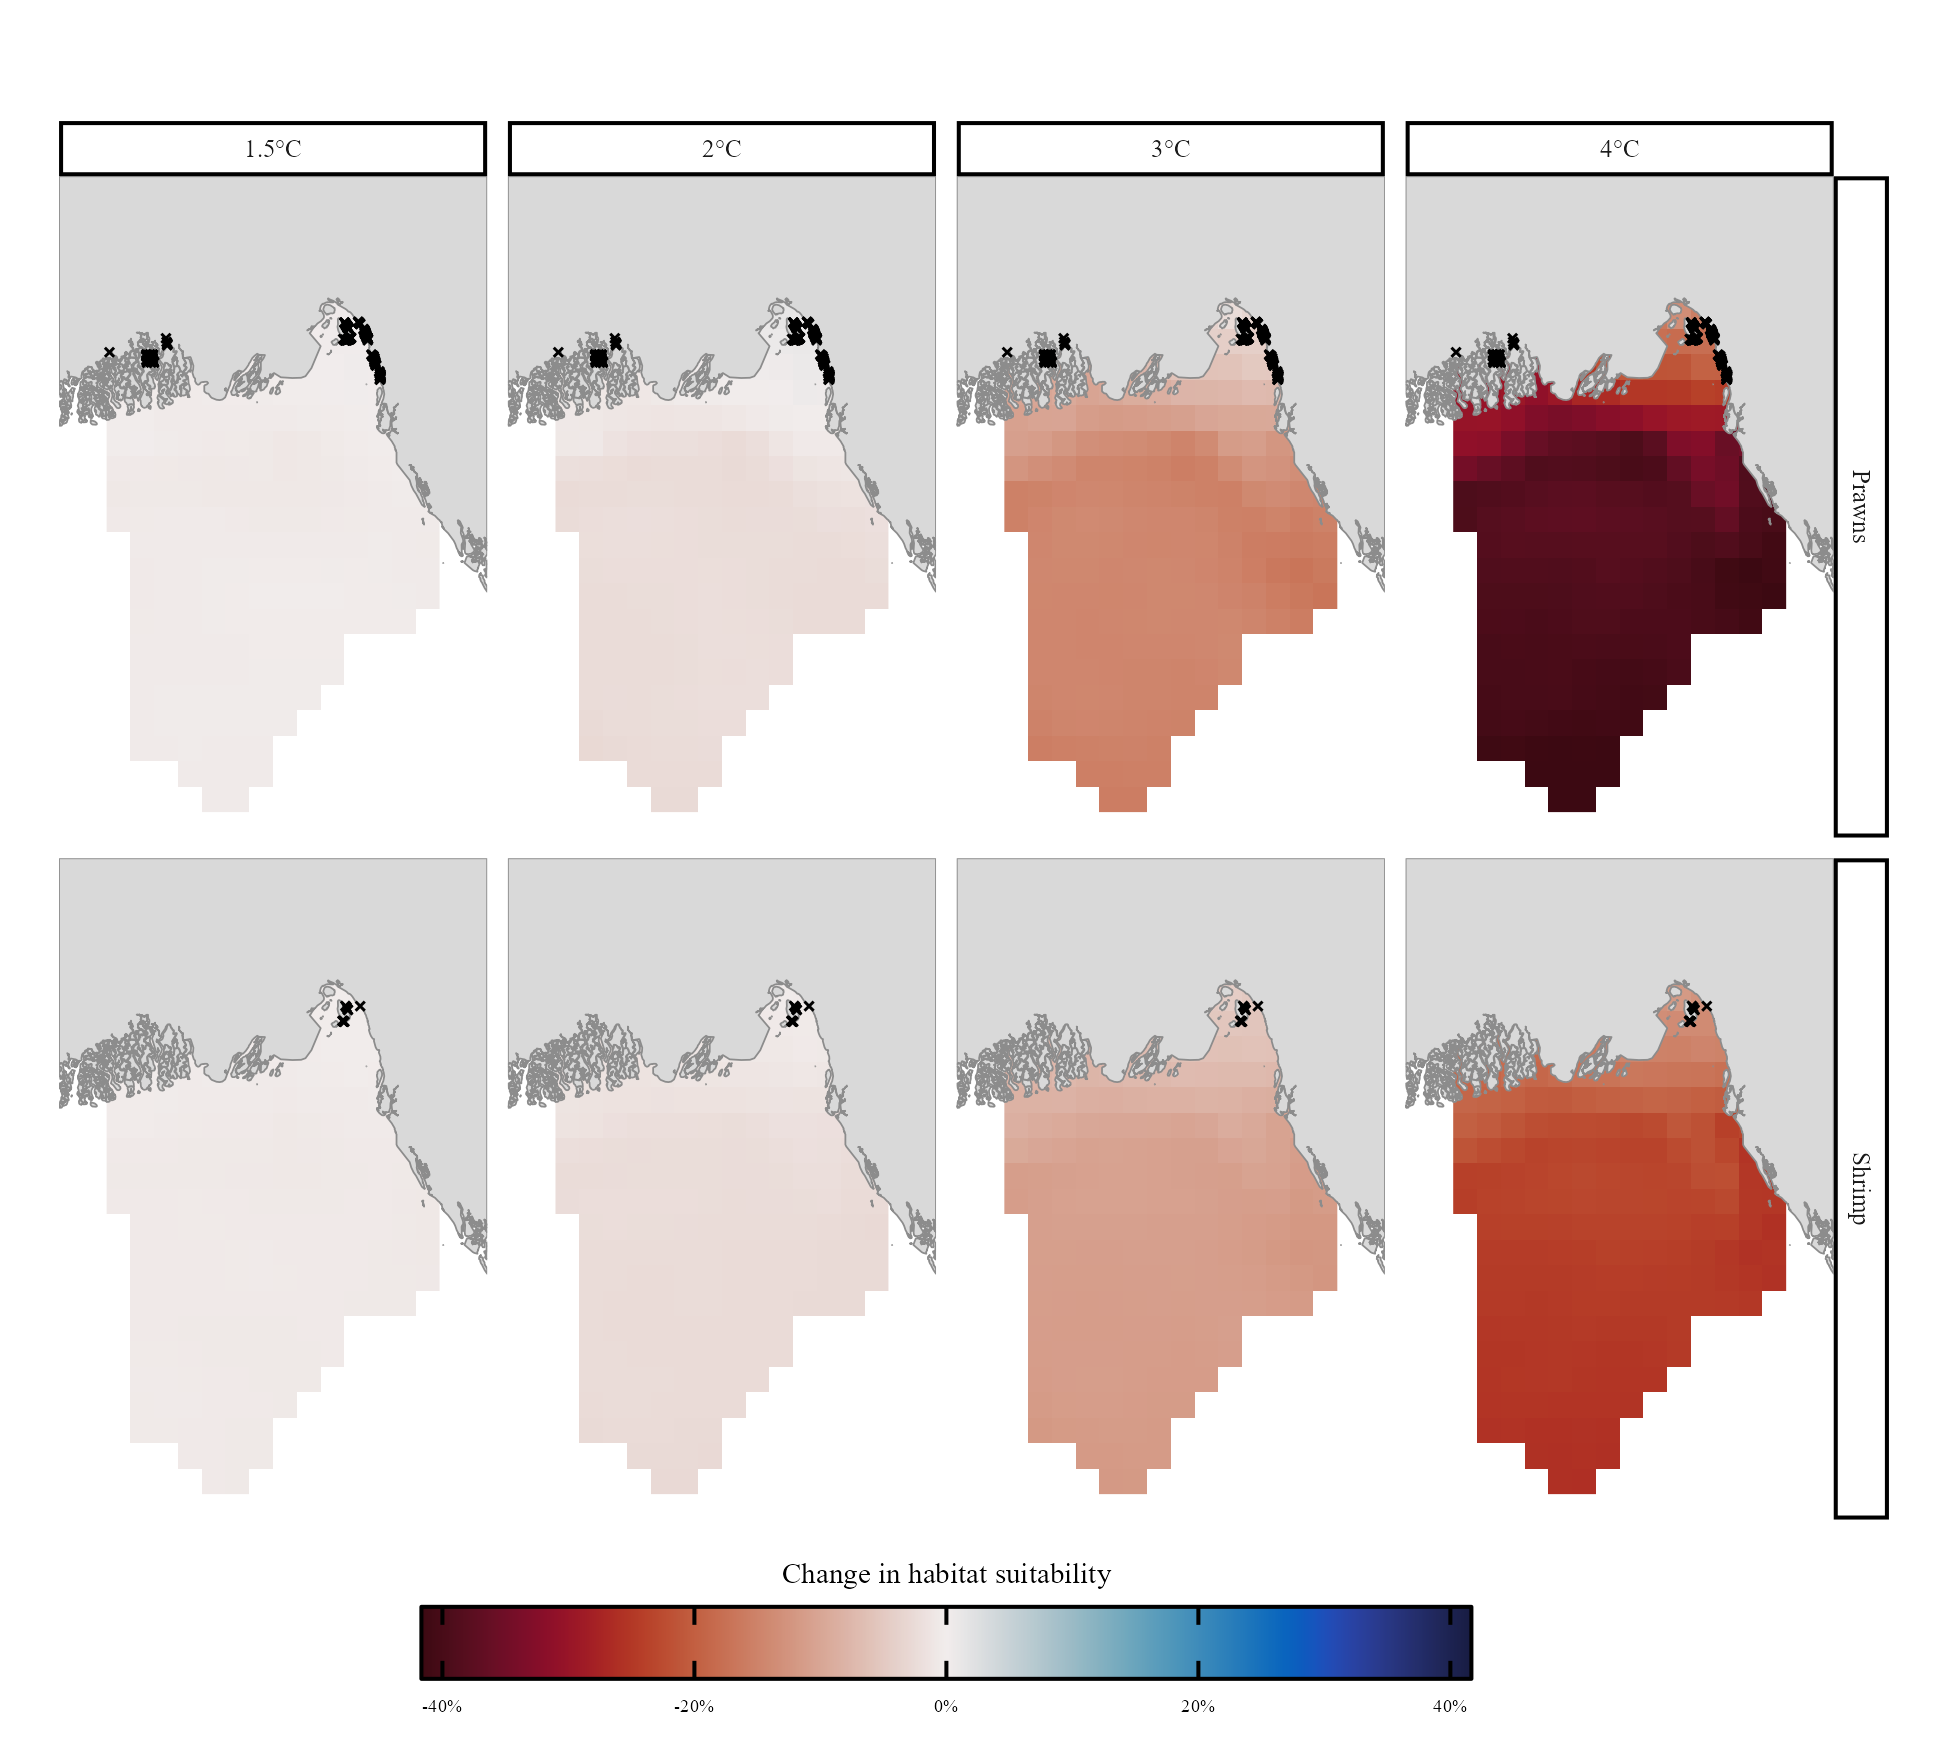 1.5°C
2°C
3°C
4°C
Prawns
Shrimp
Change in habitat suitability
-40%
-20%
0%
20%
40%